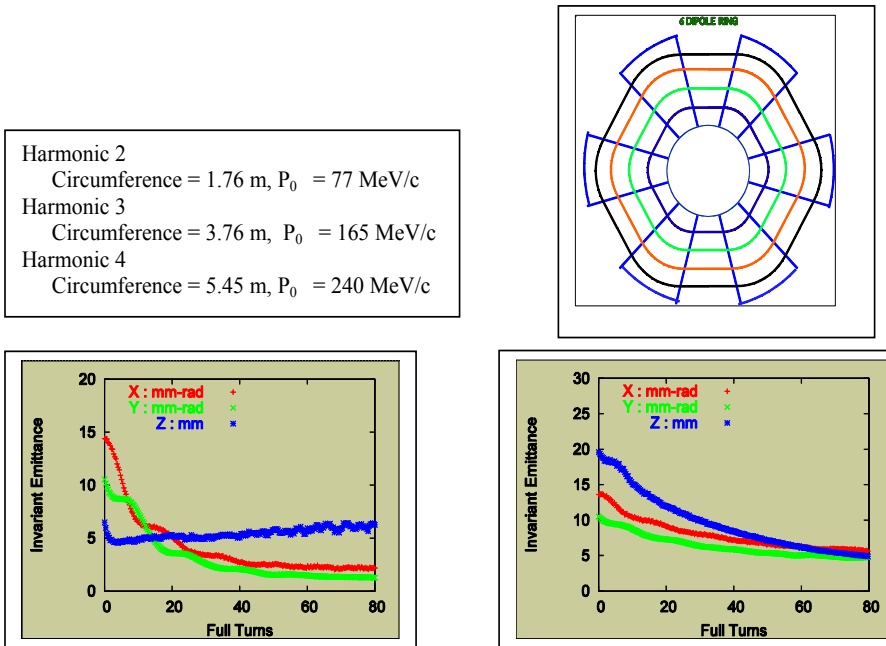 6 DIPOLE RING
Harmonic 2
Circumference = 1.76 m, P0 = 77 MeV/c
Harmonic 3
Circumference = 3.76 m, P0 = 165 MeV/c
Harmonic 4
Circumference = 5.45 m, P0 = 240 MeV/c
X : mm-rad
Y : mm-rad
Z : mm
Invariant Emittance
20
15
10
5
0
0 20 40 60 80
Full Turns
X : mm-rad
Y : mm-rad
Z : mm
Invariant Emittance
30
25
20
15
10
5
0
0 20 40 60 80
Full Turns